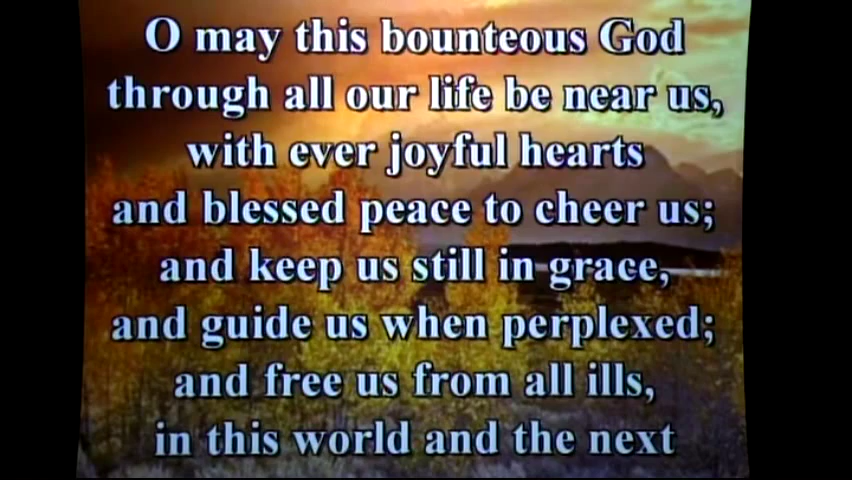 O may this bounteous God
through all our life be near us,
with ever joyful hearts
and blessed peace to cheer us;
and keep us still in grace,
and guide us when perplexed;
and free us from all ills,
in this world and the next